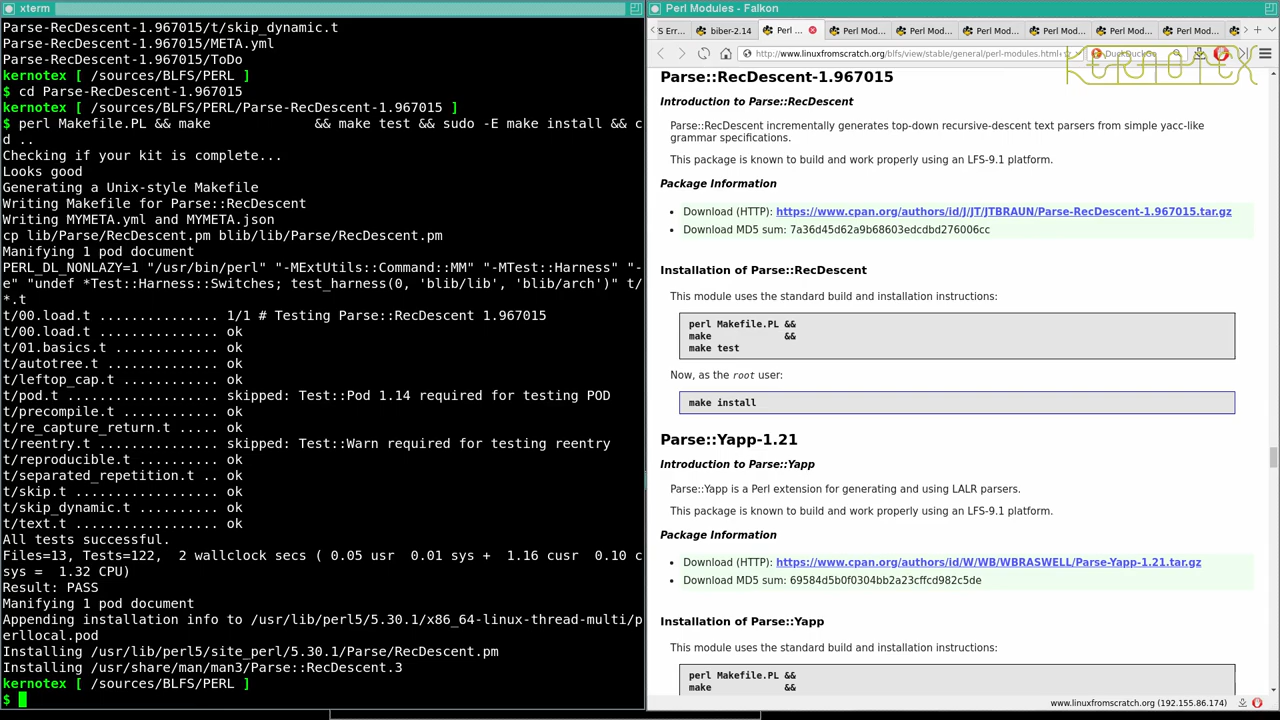 xterm
Parse-RecDescent-1.967015/t/skip_dynamic.t
Parse-RecDescent-1.967015/META.yml
Parse-RecDescent-1.967015/ToDo
kernotex [ /sources/BLFS/PERL ]
$ cd Parse-RecDescent-1.967015
kernotex [ /sources/BLFS/PERL/Parse-RecDescent-1.967015 ]
$ perl Makefile.PL && make             && make test && sudo -E make install && c
d ..
Checking if your kit is complete...
Looks good
Generating a Unix-style Makefile
Writing Makefile for Parse::RecDescent
Writing MYMETA.yml and MYMETA.json
cp lib/Parse/RecDescent.pm blib/lib/Parse/RecDescent.pm
Manifying 1 pod document
PERL_DL_NONLAZY=1 "/usr/bin/perl" "-MExtUtils::Command::MM" "-MTest::Harness" "-
e" "undef *Test::Harness::Switches; test_harness(0, 'blib/lib', 'blib/arch')" t/
*.t
t/00.load.t ............... 1/1 # Testing Parse::RecDescent 1.967015
t/00.load.t ............... ok
t/01.basics.t ............. ok
t/autotree.t .............. ok
t/leftop_cap.t ............ ok
t/pod.t ................... skipped: Test::Pod 1.14 required for testing POD
t/precompile.t ............ ok
t/re_capture_return.t ..... ok
t/reentry.t ............... skipped: Test::Warn required for testing reentry
t/reproducible.t .......... ok
t/separated_repetition.t .. ok
t/skip.t .................. ok
t/skip_dynamic.t .......... ok
t/text.t .................. ok
All tests successful.
Files=13, Tests=122,  2 wallclock secs ( 0.05 usr  0.01 sys +  1.16 cusr  0.10 c
sys =  1.32 CPU)
Result: PASS
Manifying 1 pod document
Appending installation info to /usr/lib/perl5/5.30.1/x86_64-linux-thread-multi/p
erllocal.pod
Installing /usr/lib/perl5/site_perl/5.30.1/Parse/RecDescent.pm
Installing /usr/share/man/man3/Parse::RecDescent.3
kernotex [ /sources/BLFS/PERL ]
$
Perl Modules - Falkon
S Err... biber-2.14 Perl ... Perl Mod... Perl Mod... Perl Mod... Perl Mod... Perl Mod... Perl Mod...
http://www.linuxfromscratch.org/blfs/view/stable/general/perl-modules.html DuckDuckGo
KERNOTEX
Parse::RecDescent-1.967015
Introduction to Parse::RecDescent
Parse::RecDescent incrementally generates top-down recursive-descent text parsers from simple yacc-like
grammar specifications.
This package is known to build and work properly using an LFS-9.1 platform.
Package Information
• Download (HTTP): https://www.cpan.org/authors/id/J/JT/JTBRAUN/Parse-RecDescent-1.967015.tar.gz
• Download MD5 sum: 7a36d45d62a9b68603edcdbd276006cc
Installation of Parse::RecDescent
This module uses the standard build and installation instructions:
perl Makefile.PL &&
make             &&
make test
Now, as the root user:
make install
Parse::Yapp-1.21
Introduction to Parse::Yapp
Parse::Yapp is a Perl extension for generating and using LALR parsers.
This package is known to build and work properly using an LFS-9.1 platform.
Package Information
• Download (HTTP): https://www.cpan.org/authors/id/W/WB/WBRASWELL/Parse-Yapp-1.21.tar.gz
• Download MD5 sum: 69584d5b0f0304bb2a23cffcd982c5de
Installation of Parse::Yapp
This module uses the standard build and installation instructions:
perl Makefile.PL &&
make             &&
www.linuxfromscratch.org (192.155.86.174)